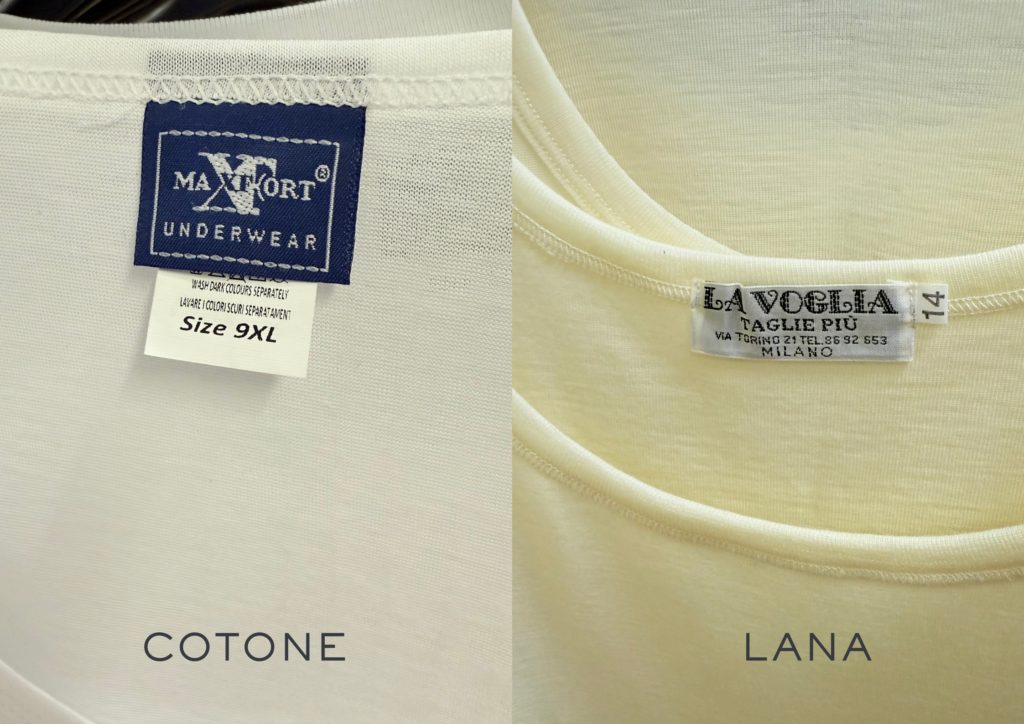 MAXFORT®
XF
UNDERWEAR
WASH DARK COLOURS SEPARATELY
LAVARE I COLORI SCURI SEPARATAMENT
Size 9XL
COTONE
LA VOGLIA
14
TAGLIE PIÙ
VIA TORINO 21 TEL.86 92 653
MILANO
LANA